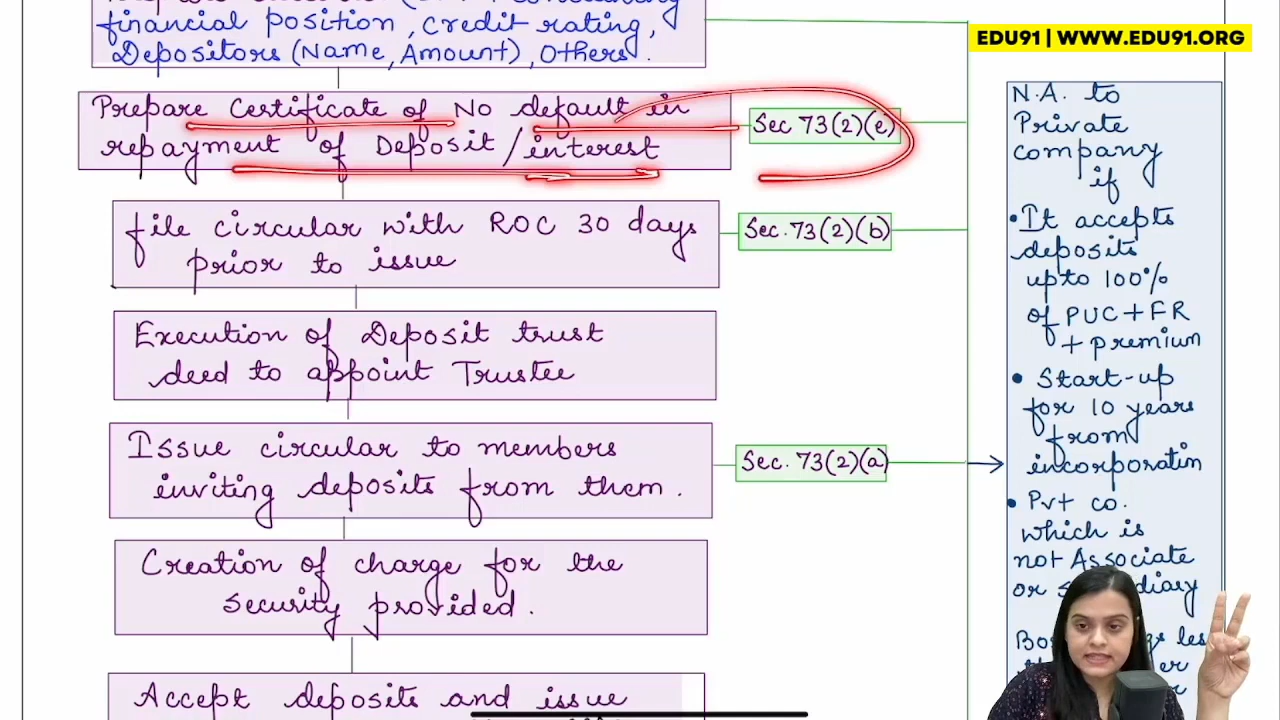 financial position, Credit rating,
Depositors (Name, Amount), Others.
EDU91 | WWW.EDU91.ORG
Prepare Certificate of No default in
repayment of Deposit / interest
Sec 73(2)(e)
file circular with ROC 30 days
prior to issue
Sec. 73(2)(b)
Execution of Deposit trust
deed to appoint Trustee
Issue circular to members
inviting deposits from them.
Sec. 73(2)(a)
Creation of charge for the
security provided.
Accept deposits and issue
N.A. to
Private
company
if
• It accepts
deposits
upto 100%
of PUC + FR
+ premium
• Start-up
for 10 years
from
incorporatin
• Pvt co.
which is
not Associate
or